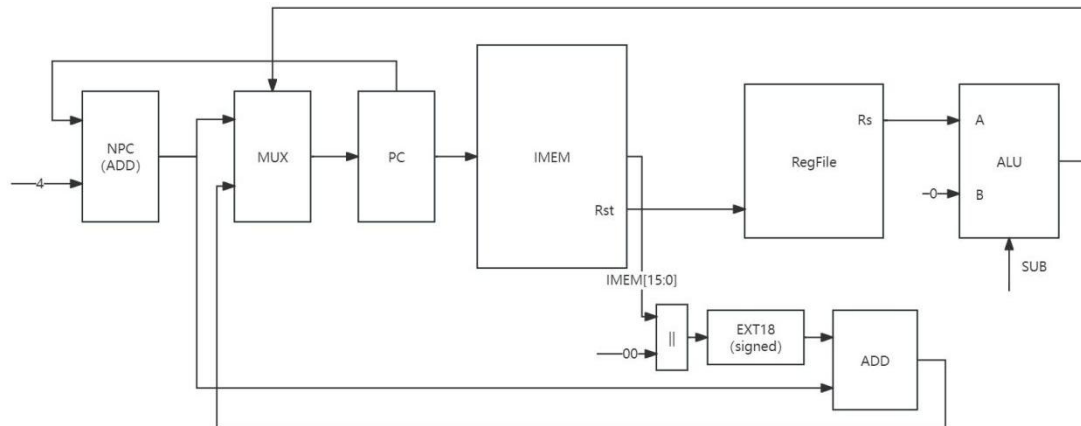 NPC
(ADD)
4
MUX
PC
IMEM
Rst
IMEM[15:0]
RegFile
Rs
A
ALU
0
B
SUB
||
00
EXT18
(signed)
ADD